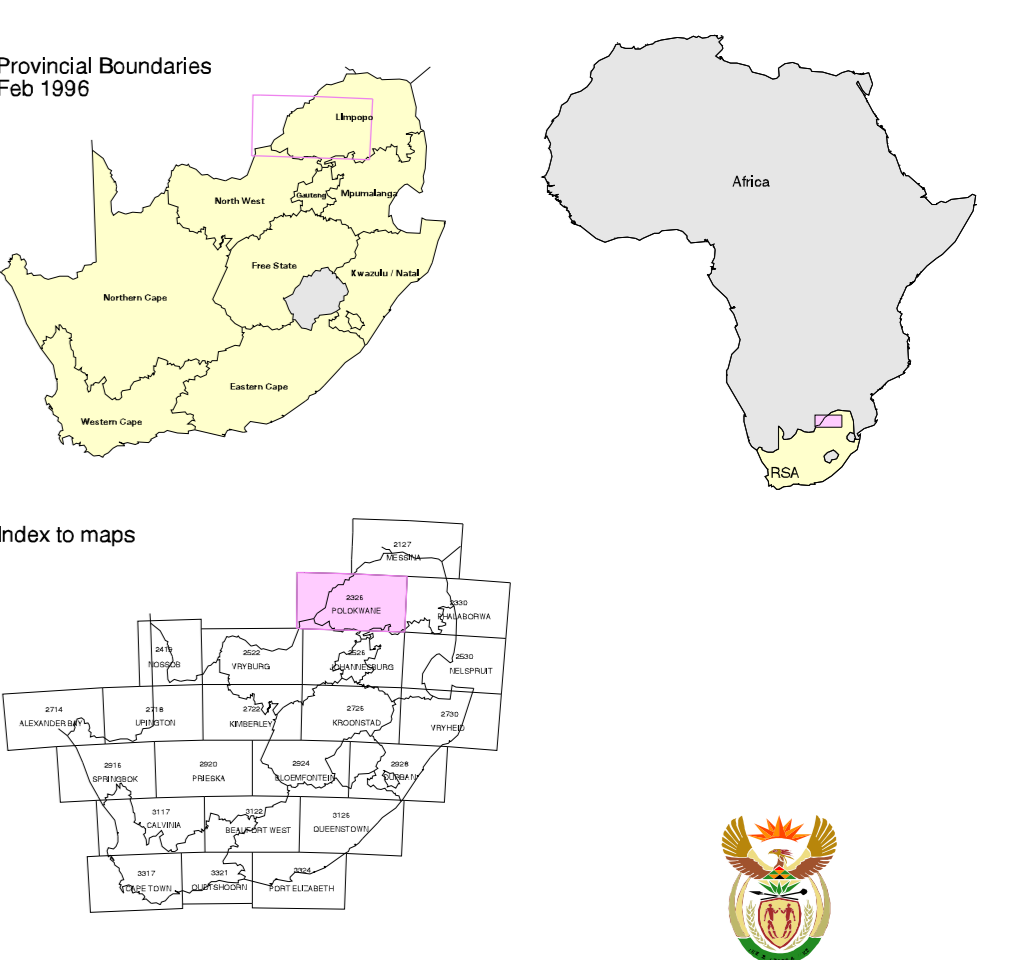 Provincial Boundaries
Feb 1996
Limpopo
North West
Gauteng
Mpumalanga
Free State
Kwazulu / Natal
Northern Cape
Eastern Cape
Western Cape
Africa
RSA
Index to maps
2127
MESSINA
2326
POLOKWANE
2330
PHALABORWA
2419
NOSSOB
2522
VRYBURG
2526
JOHANNESBURG
2530
NELSPRUIT
2714
ALEXANDER BAY
2718
UPINGTON
2722
KIMBERLEY
2726
KROONSTAD
2730
VRYHEID
2916
SPRINGBOK
2920
PRIESKA
2924
BLOEMFONTEIN
2928
DURBAN
3117
CALVINIA
3122
BEAUFORT WEST
3126
QUEENSTOWN
3317
CAPE TOWN
3321
OUDTSHOORN
3324
PORT ELIZABETH